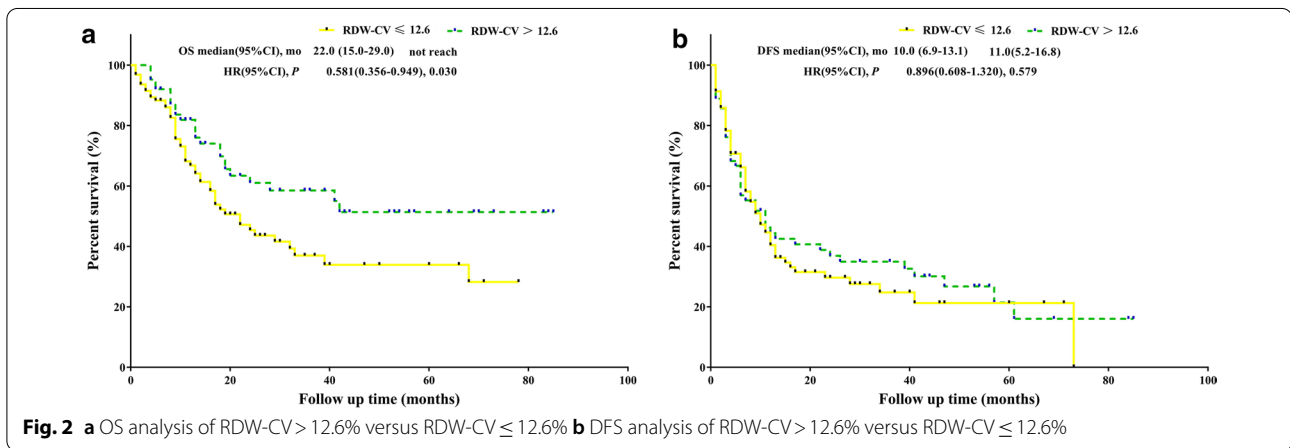 a
RDW-CV ≤ 12.6 RDW-CV > 12.6
OS median(95%CI), mo 22.0 (15.0-29.0) not reach
HR(95%CI), P 0.581(0.356-0.949), 0.030
Percent survival (%)
100
80
60
40
20
0
0 20 40 60 80 100
Follow up time (months)
b
RDW-CV ≤ 12.6 RDW-CV > 12.6
DFS median(95%CI), mo 10.0 (6.9-13.1) 11.0(5.2-16.8)
HR(95%CI), P 0.896(0.608-1.320), 0.579
Percent survival (%)
100
80
60
40
20
0
0 20 40 60 80 100
Follow up time (months)
Fig. 2 a OS analysis of RDW-CV > 12.6% versus RDW-CV ≤ 12.6% b DFS analysis of RDW-CV > 12.6% versus RDW-CV ≤ 12.6%